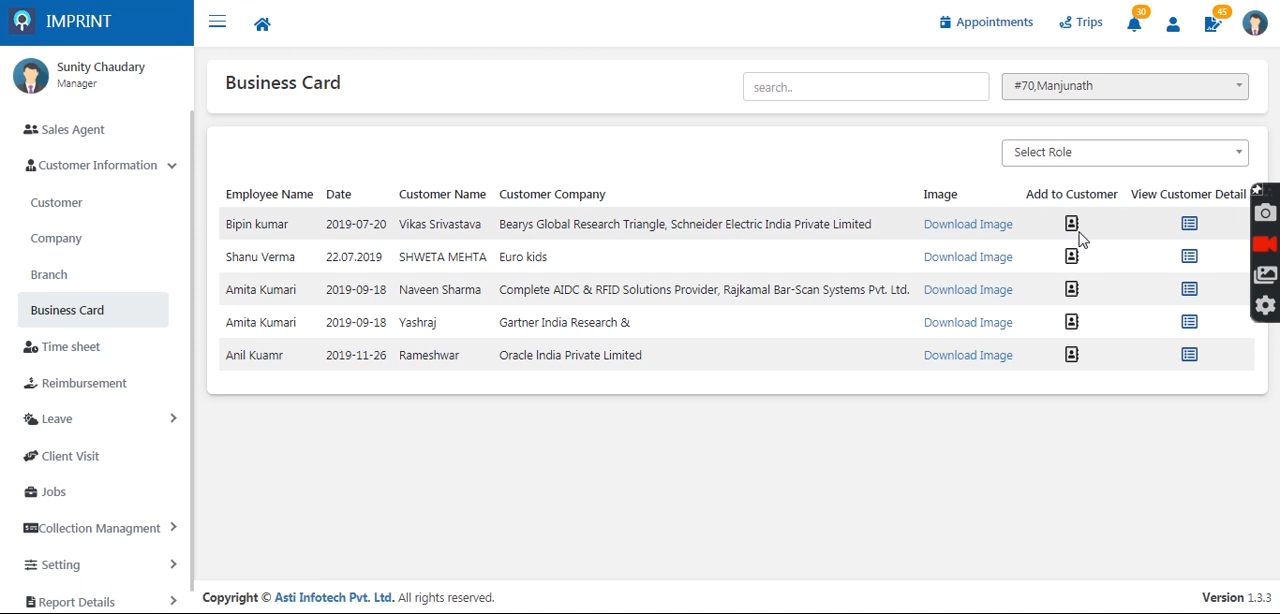 IMPRINT
Appointments
Trips
30
45
Sunity Chaudary
Manager
Sales Agent
Customer Information
Customer
Company
Branch
Business Card
Time sheet
Reimbursement
Leave
Client Visit
Jobs
Collection Managment
Setting
Report Details
Business Card
search..
#70,Manjunath
Select Role
Employee Name Date Customer Name Customer Company Image Add to Customer View Customer Detail
Bipin kumar 2019-07-20 Vikas Srivastava Bearys Global Research Triangle, Schneider Electric India Private Limited Download Image
Shanu Verma 22.07.2019 SHWETA MEHTA Euro kids Download Image
Amita Kumari 2019-09-18 Naveen Sharma Complete AIDC & RFID Solutions Provider, Rajkamal Bar-Scan Systems Pvt. Ltd. Download Image
Amita Kumari 2019-09-18 Yashraj Gartner India Research & Download Image
Anil Kuamr 2019-11-26 Rameshwar Oracle India Private Limited Download Image
Copyright © Asti Infotech Pvt. Ltd. All rights reserved.
Version 1.3.3